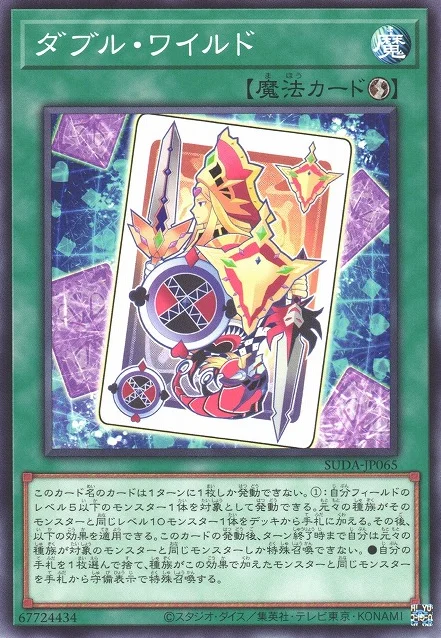 ダブル・ワイルド
魔
【魔法カード】
SUDA-JP065
このカード名のカードは1ターンに1枚しか発動できない。①:自分フィールドの
レベル5以下のモンスター1体を対象として発動できる。元々の種族がその
モンスターと同じレベル10モンスター1体をデッキから手札に加える。その後、
以下の効果を適用できる。このカードの発動後、ターン終了時まで自分は元々の
種族が対象のモンスターと同じモンスターしか特殊召喚できない。●自分の
手札を1枚選んで捨て、種族がこの効果で加えたモンスターと同じモンスター
を手札から守備表示で特殊召喚する。
67724434 ©スタジオ・ダイス/集英社・テレビ東京・KONAMI